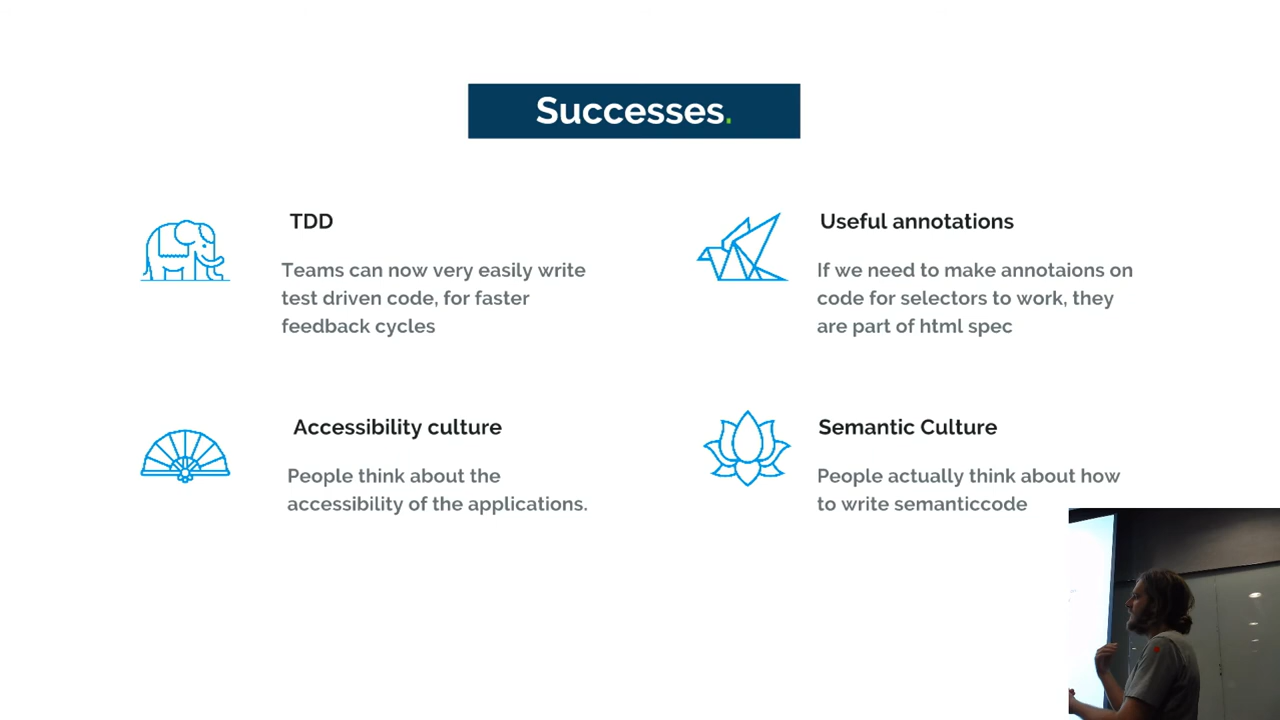 Successes.
TDD
Teams can now very easily write
test driven code, for faster
feedback cycles
Useful annotations
If we need to make annotaions on
code for selectors to work, they
are part of html spec
Accessibility culture
People think about the
accessibility of the applications.
Semantic Culture
People actually think about how
to write semanticcode